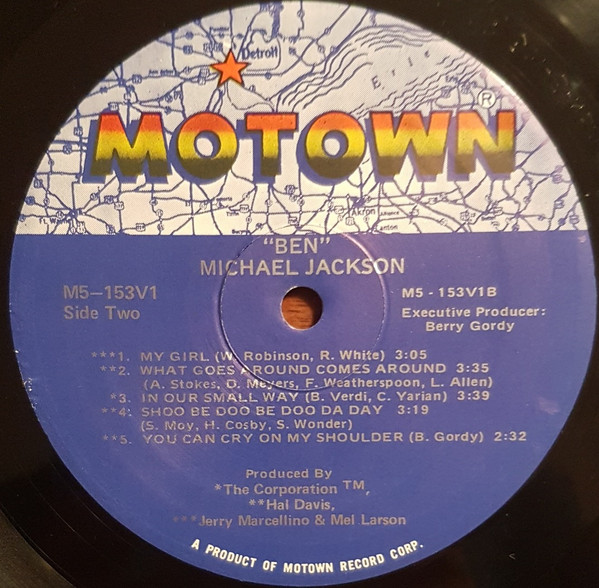 Detroit
Erie
MOTOWN®
Ft. Wayne
Akron
Canton
"BEN"
MICHAEL JACKSON
M5-153V1
Side Two
M5 - 153V1B
Executive Producer:
Berry Gordy
***1. MY GIRL (W. Robinson, R. White) 3:05
**2. WHAT GOES AROUND COMES AROUND 3:35
(A. Stokes, D. Meyers, F. Weatherspoon, L. Allen)
*3. IN OUR SMALL WAY (B. Verdi, C. Yarian) 3:39
**4. SHOO BE DOO BE DOO DA DAY 3:19
(S. Moy, H. Cosby, S. Wonder)
**5. YOU CAN CRY ON MY SHOULDER (B. Gordy) 2:32
Produced By
*The Corporation TM,
**Hal Davis,
***Jerry Marcellino & Mel Larson
A PRODUCT OF MOTOWN RECORD CORP.